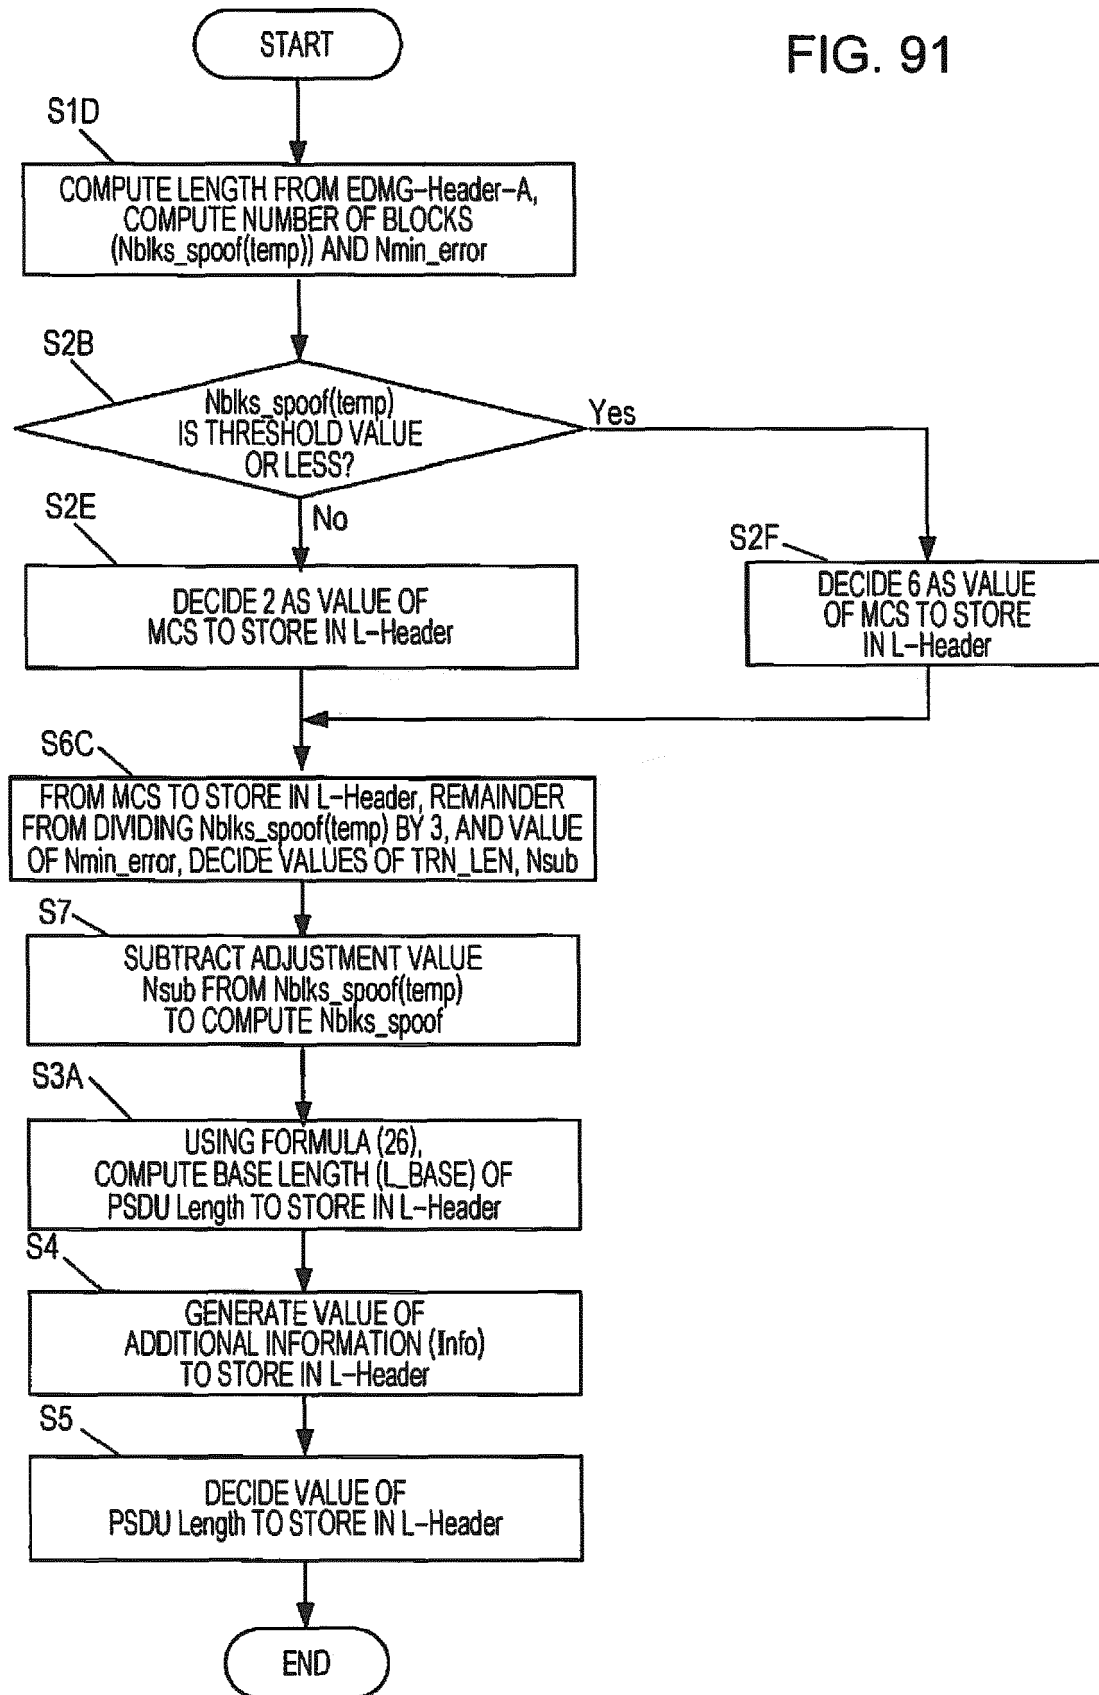 START
FIG. 91
S1D
COMPUTE LENGTH FROM EDMG-Header-A,
COMPUTE NUMBER OF BLOCKS
(Nblks_spoof(temp)) AND Nmin_error
S2B
Nblks_spoof(temp)
IS THRESHOLD VALUE
OR LESS?
Yes
No
S2E
DECIDE 2 AS VALUE OF
MCS TO STORE IN L-Header
S2F
DECIDE 6 AS VALUE
OF MCS TO STORE
IN L-Header
S6C
FROM MCS TO STORE IN L-Header, REMAINDER
FROM DIVIDING Nblks_spoof(temp) BY 3, AND VALUE
OF Nmin_error, DECIDE VALUES OF TRN_LEN, Nsub
S7
SUBTRACT ADJUSTMENT VALUE
Nsub FROM Nblks_spoof(temp)
TO COMPUTE Nblks_spoof
S3A
USING FORMULA (26),
COMPUTE BASE LENGTH (L_BASE) OF
PSDU Length TO STORE IN L-Header
S4
GENERATE VALUE OF
ADDITIONAL INFORMATION (Info)
TO STORE IN L-Header
S5
DECIDE VALUE OF
PSDU Length TO STORE IN L-Header
END